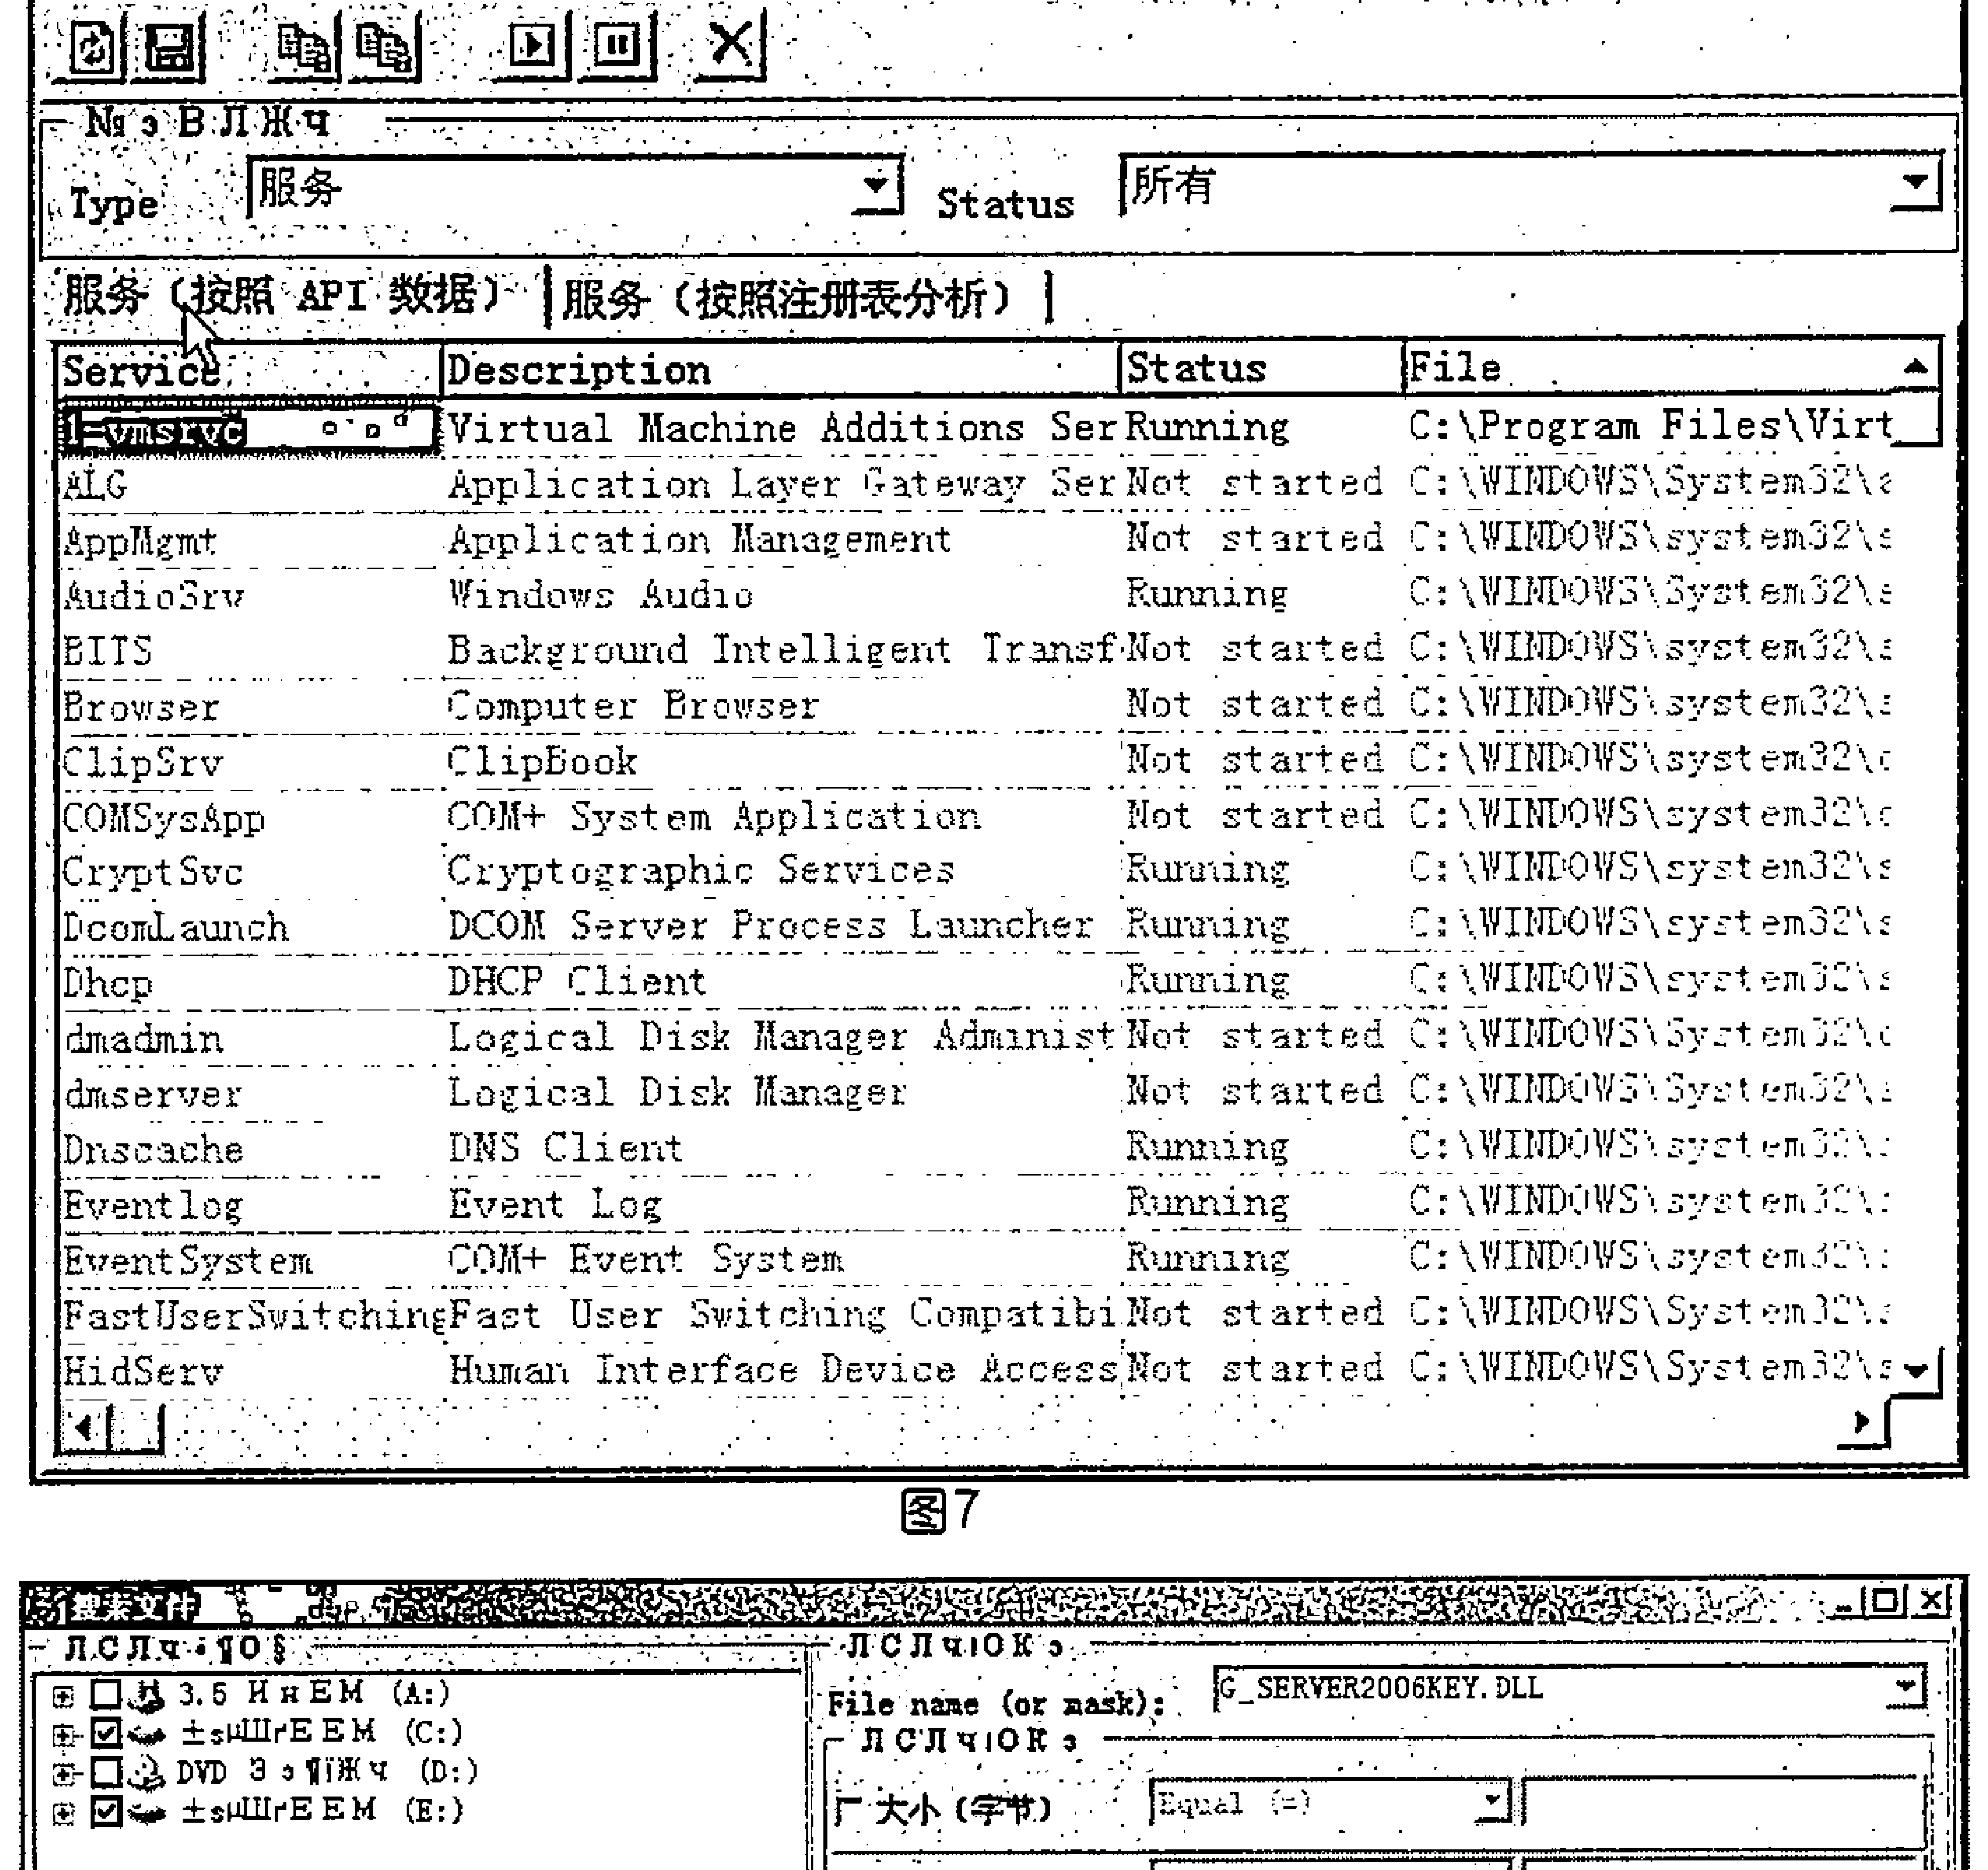 № э В Л Ж ч
Type 服务 Status 所有
服务（按照 API 数据） 服务（按照注册表分析）
Service Description Status File
1-vmsrvc Virtual Machine Additions Ser Running C:\Program Files\Virt
ALG Application Layer Gateway Ser Not started C:\WINDOWS\System32\
AppMgmt Application Management Not started C:\WINDOWS\system32\s
AudioSrv Windows Audio Running C:\WINDOWS\System32\s
BITS Background Intelligent Transf Not started C:\WINDOWS\system32\s
Browser Computer Browser Not started C:\WINDOWS\system32\s
ClipSrv ClipBook Not started C:\WINDOWS\system32\c
COMSysApp COM+ System Application Not started C:\WINDOWS\system32\c
CryptSvc Cryptographic Services Running C:\WINDOWS\system32\s
DcomLaunch DCOM Server Process Launcher Running C:\WINDOWS\system32\s
Dhcp DHCP Client Running C:\WINDOWS\system32\s
dmadmin Logical Disk Manager Administ Not started C:\WINDOWS\System32\c
dmserver Logical Disk Manager Not started C:\WINDOWS\System32\s
Dnscache DNS Client Running C:\WINDOWS\system32\
Eventlog Event Log Running C:\WINDOWS\system32\
EventSystem COM+ Event System Running C:\WINDOWS\system32\
FastUserSwitching Fast User Switching Compatibi Not started C:\WINDOWS\System32\s
HidServ Human Interface Device Access Not started C:\WINDOWS\System32\s
图7
搜索文件
Л С Л ч ¶ О § Л С Л ч і О К э
3.5 И н Е М (A:) File name (or mask): G_SERVER2006KEY.DLL
±ѕµШґЕ Е М (C:) Л С Л ч і О К э
DVD З э ¶ї Ж ч (D:)
±ѕµШґЕ Е М (E:) 大小（字节） Equal (=)